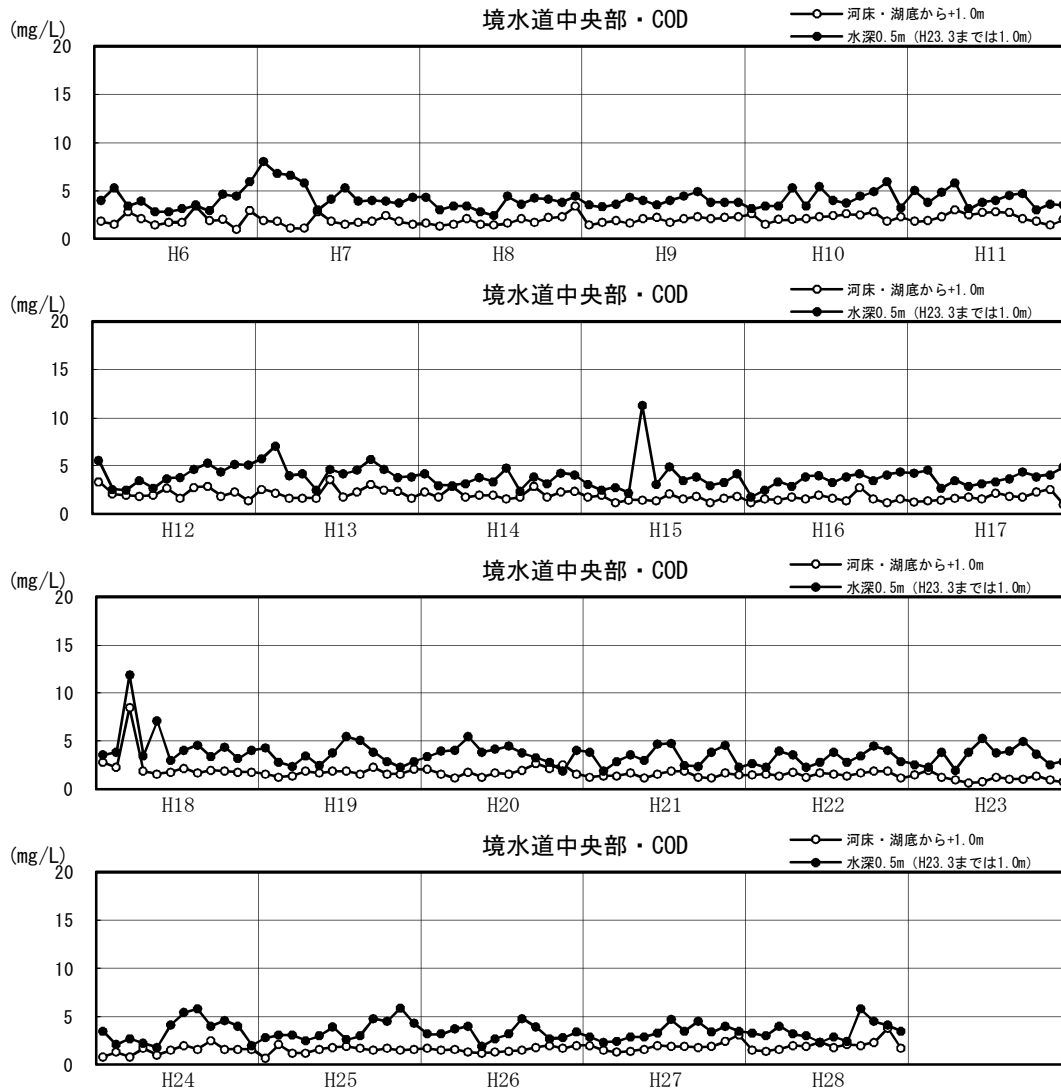 境水道中央部・COD
河床・湖底から+1.0m
水深0.5m (H23.3までは1.0m)
(mg/L)
20
15
10
5
0
H6 H7 H8 H9 H10 H11
境水道中央部・COD
河床・湖底から+1.0m
水深0.5m (H23.3までは1.0m)
(mg/L)
20
15
10
5
0
H12 H13 H14 H15 H16 H17
境水道中央部・COD
河床・湖底から+1.0m
水深0.5m (H23.3までは1.0m)
(mg/L)
20
15
10
5
0
H18 H19 H20 H21 H22 H23
境水道中央部・COD
河床・湖底から+1.0m
水深0.5m (H23.3までは1.0m)
(mg/L)
20
15
10
5
0
H24 H25 H26 H27 H28